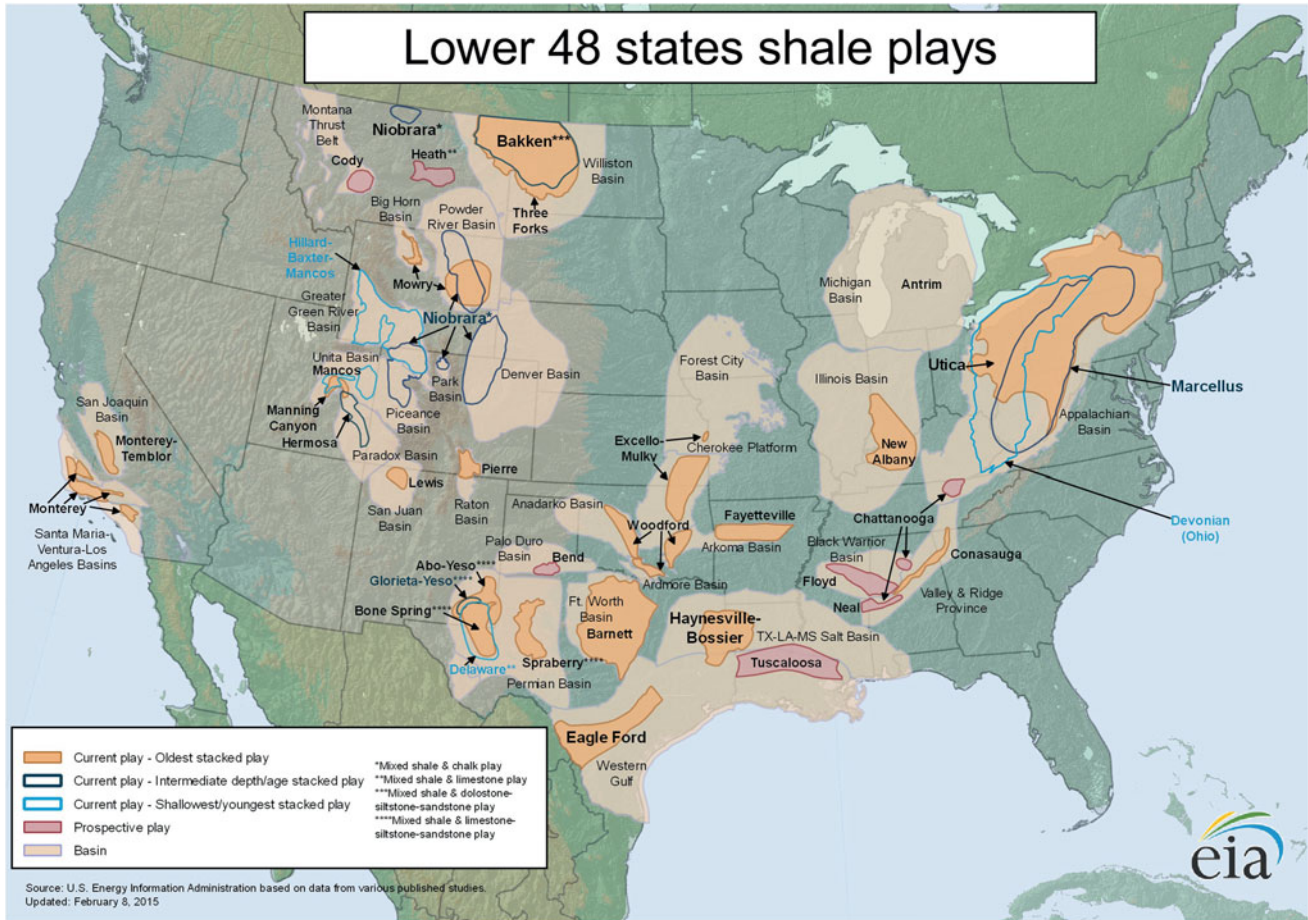 Lower 48 states shale plays
Montana
Thrust
Belt
Cody
Niobrara*
Heath**
Bakken***
Williston
Basin
Three
Forks
Big Horn
Basin
Powder
River Basin
Hillard-
Baxter-
Mancos
Mowry
Greater
Green River
Basin
Niobrara*
Michigan
Basin
Antrim
Unita Basin
Mancos
Park
Basin
Denver Basin
Forest City
Basin
Illinois Basin
Utica
Marcellus
Appalachian
Basin
San Joaquin
Basin
Manning
Canyon
Hermosa
Piceance
Basin
Monterey-
Temblor
Paradox Basin
Excello-
Mulky
Cherokee Platform
New
Albany
Lewis
Pierre
Monterey
San Juan
Basin
Raton
Basin
Anadarko Basin
Woodford
Fayetteville
Chattanooga
Devonian
(Ohio)
Santa Maria-
Ventura-Los
Angeles Basins
Palo Duro
Basin
Bend
Arkoma Basin
Black Warrior
Basin
Conasauga
Abo-Yeso****
Glorieta-Yeso****
Bone Spring****
Ardmore Basin
Floyd
Neal
Valley & Ridge
Province
Ft. Worth
Basin
Barnett
Haynesville-
Bossier
TX-LA-MS Salt Basin
Tuscaloosa
Delaware**
Spraberry****
Permian Basin
Eagle Ford
Western
Gulf
Current play - Oldest stacked play
Current play - Intermediate depth/age stacked play
Current play - Shallowest/youngest stacked play
Prospective play
Basin
*Mixed shale & chalk play
**Mixed shale & limestone play
***Mixed shale & dolostone-
siltstone-sandstone play
****Mixed shale & limestone-
siltstone-sandstone play
eia
Source: U.S. Energy Information Administration based on data from various published studies.
Updated: February 8, 2015